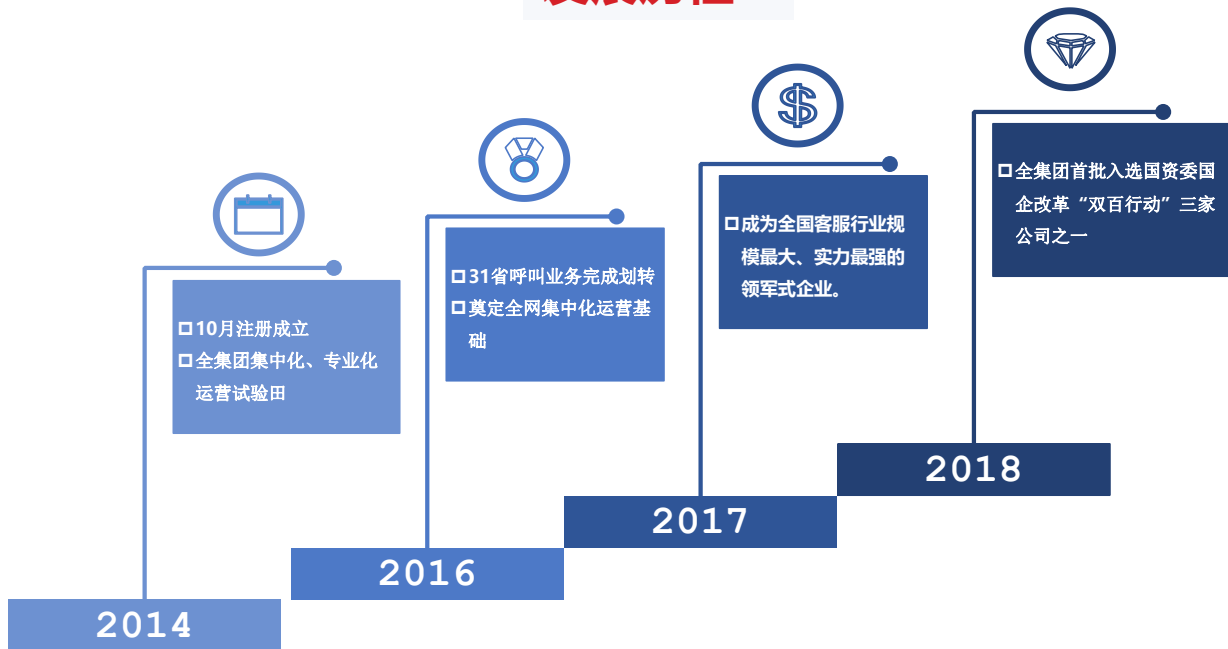 发展历程
10月注册成立
全集团集中化、专业化
运营试验田
2014
31省呼叫业务完成划转
奠定全网集中化运营基
础
2016
成为全国客服行业规
模最大、实力最强的
领军式企业。
2017
全集团首批入选国资委国
企改革“双百行动”三家
公司之一
2018